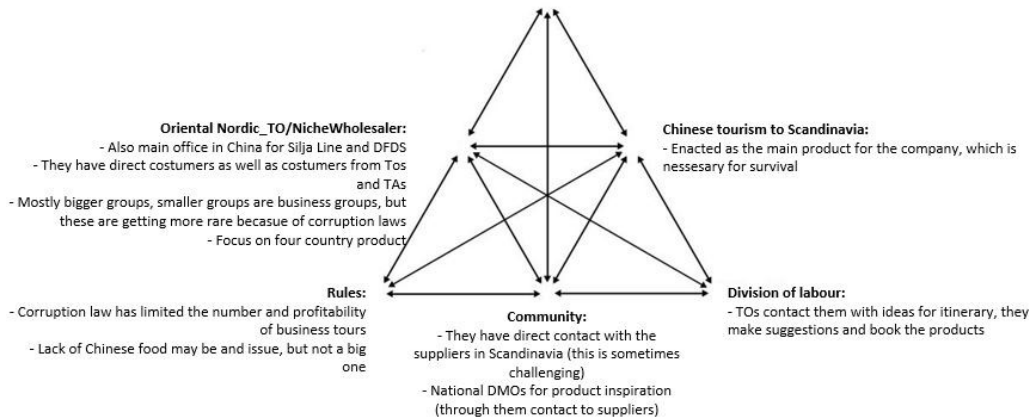 Oriental Nordic_TO/NicheWholesaler:
- Also main office in China for Silja Line and DFDS
- They have direct costumers as well as costumers from Tos
and TAs
- Mostly bigger groups, smaller groups are business groups, but
these are getting more rare becasue of corruption laws
- Focus on four country product
Chinese tourism to Scandinavia:
- Enacted as the main product for the company, which is
nessesary for survival
Rules:
- Corruption law has limited the number and profitability
of business tours
- Lack of Chinese food may be and issue, but not a big
one
Community:
- They have direct contact with the
suppliers in Scandinavia (this is sometimes
challenging)
- National DMOs for product inspiration
(through them contact to suppliers)
Division of labour:
- TOs contact them with ideas for itinerary, they
make suggestions and book the products